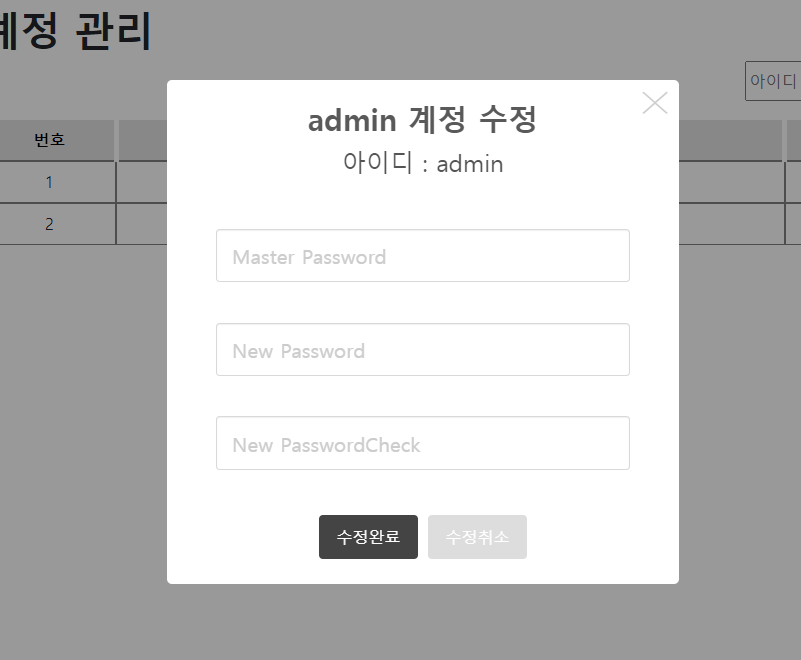 계정 관리
아이디
번호
1
2
admin 계정 수정
아이디 : admin
Master Password
New Password
New PasswordCheck
수정완료 수정취소